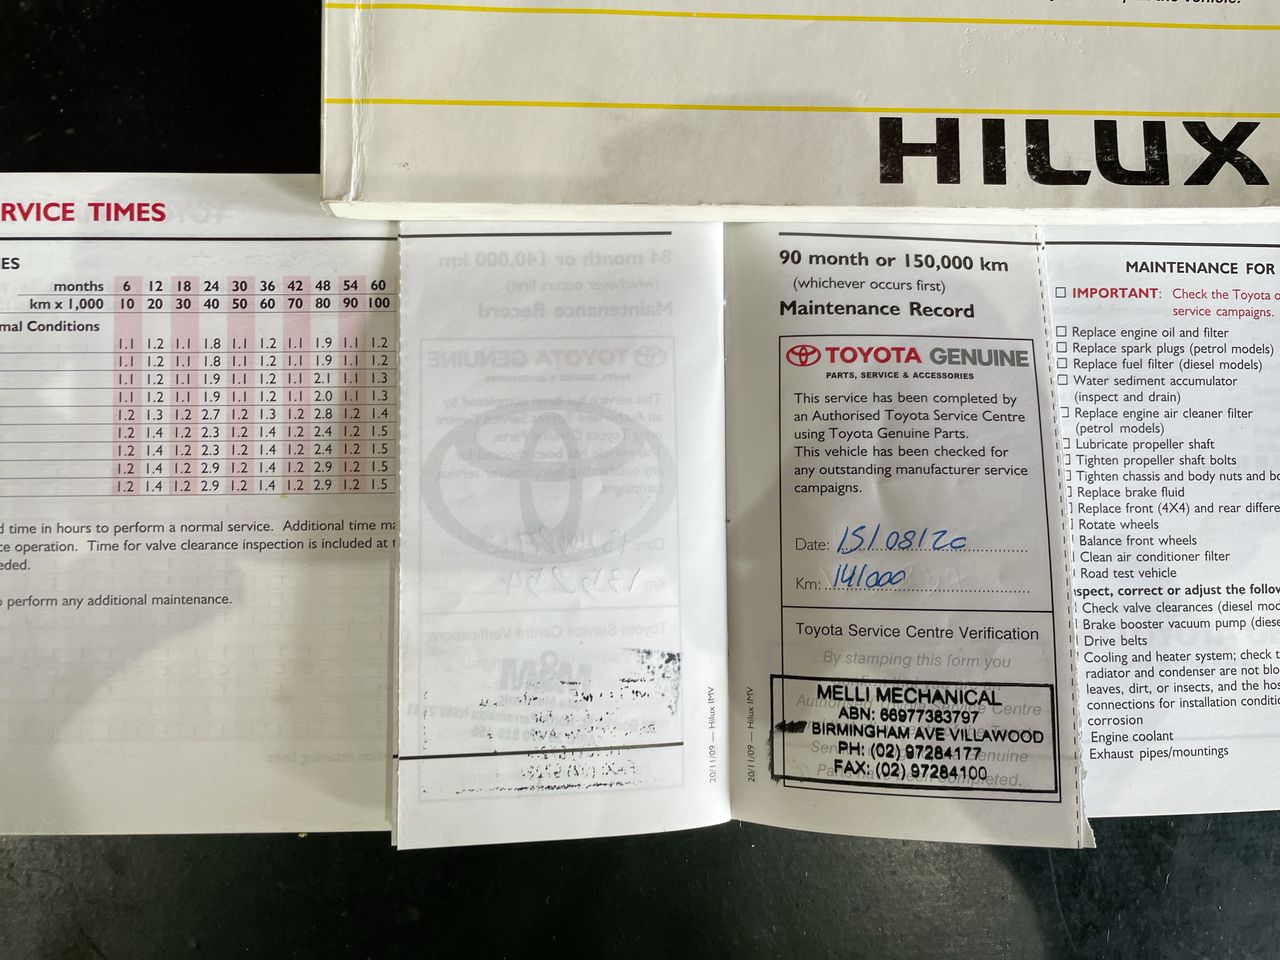 HILUX
RVICE TIMES
ES
months 6 12 18 24 30 36 42 48 54 60
km x 1,000 10 20 30 40 50 60 70 80 90 100
mal Conditions
1.1 1.2 1.1 1.8 1.1 1.2 1.1 1.9 1.1 1.2
1.1 1.2 1.1 1.8 1.1 1.2 1.1 1.9 1.1 1.2
1.1 1.2 1.1 1.9 1.1 1.2 1.1 2.1 1.1 1.3
1.1 1.2 1.1 1.9 1.1 1.2 1.1 2.0 1.1 1.3
1.2 1.3 1.2 2.7 1.2 1.3 1.2 2.8 1.2 1.4
1.2 1.4 1.2 2.3 1.2 1.4 1.2 2.4 1.2 1.5
1.2 1.4 1.2 2.3 1.2 1.4 1.2 2.4 1.2 1.5
1.2 1.4 1.2 2.9 1.2 1.4 1.2 2.9 1.2 1.5
1.2 1.4 1.2 2.9 1.2 1.4 1.2 2.9 1.2 1.5
d time in hours to perform a normal service. Additional time ma
ce operation. Time for valve clearance inspection is included at t
eded.
o perform any additional maintenance.
20/11/09 — Hilux IMV
20/11/09 — Hilux IMV
90 month or 150,000 km
(whichever occurs first)
Maintenance Record
TOYOTA GENUINE
PARTS, SERVICE & ACCESSORIES
This service has been completed by
an Authorised Toyota Service Centre
using Toyota Genuine Parts.
This vehicle has been checked for
any outstanding manufacturer service
campaigns.
Date: 15/08/20
Km: 141000
Toyota Service Centre Verification
By stamping this form you
MELLI MECHANICAL
ABN: 66977383797
BIRMINGHAM AVE VILLAWOOD
PH: (02) 97284177
FAX: (02) 97284100
MAINTENANCE FOR
IMPORTANT: Check the Toyota o
service campaigns.
Replace engine oil and filter
Replace spark plugs (petrol models)
Replace fuel filter (diesel models)
Water sediment accumulator
(inspect and drain)
Replace engine air cleaner filter
(petrol models)
Lubricate propeller shaft
Tighten propeller shaft bolts
Tighten chassis and body nuts and bo
Replace brake fluid
Replace front (4X4) and rear differe
Rotate wheels
Balance front wheels
Clean air conditioner filter
Road test vehicle
spect, correct or adjust the follow
Check valve clearances (diesel mod
Brake booster vacuum pump (diese
Drive belts
Cooling and heater system; check t
radiator and condenser are not blo
leaves, dirt, or insects, and the hos
connections for installation conditio
corrosion
Engine coolant
Exhaust pipes/mountings